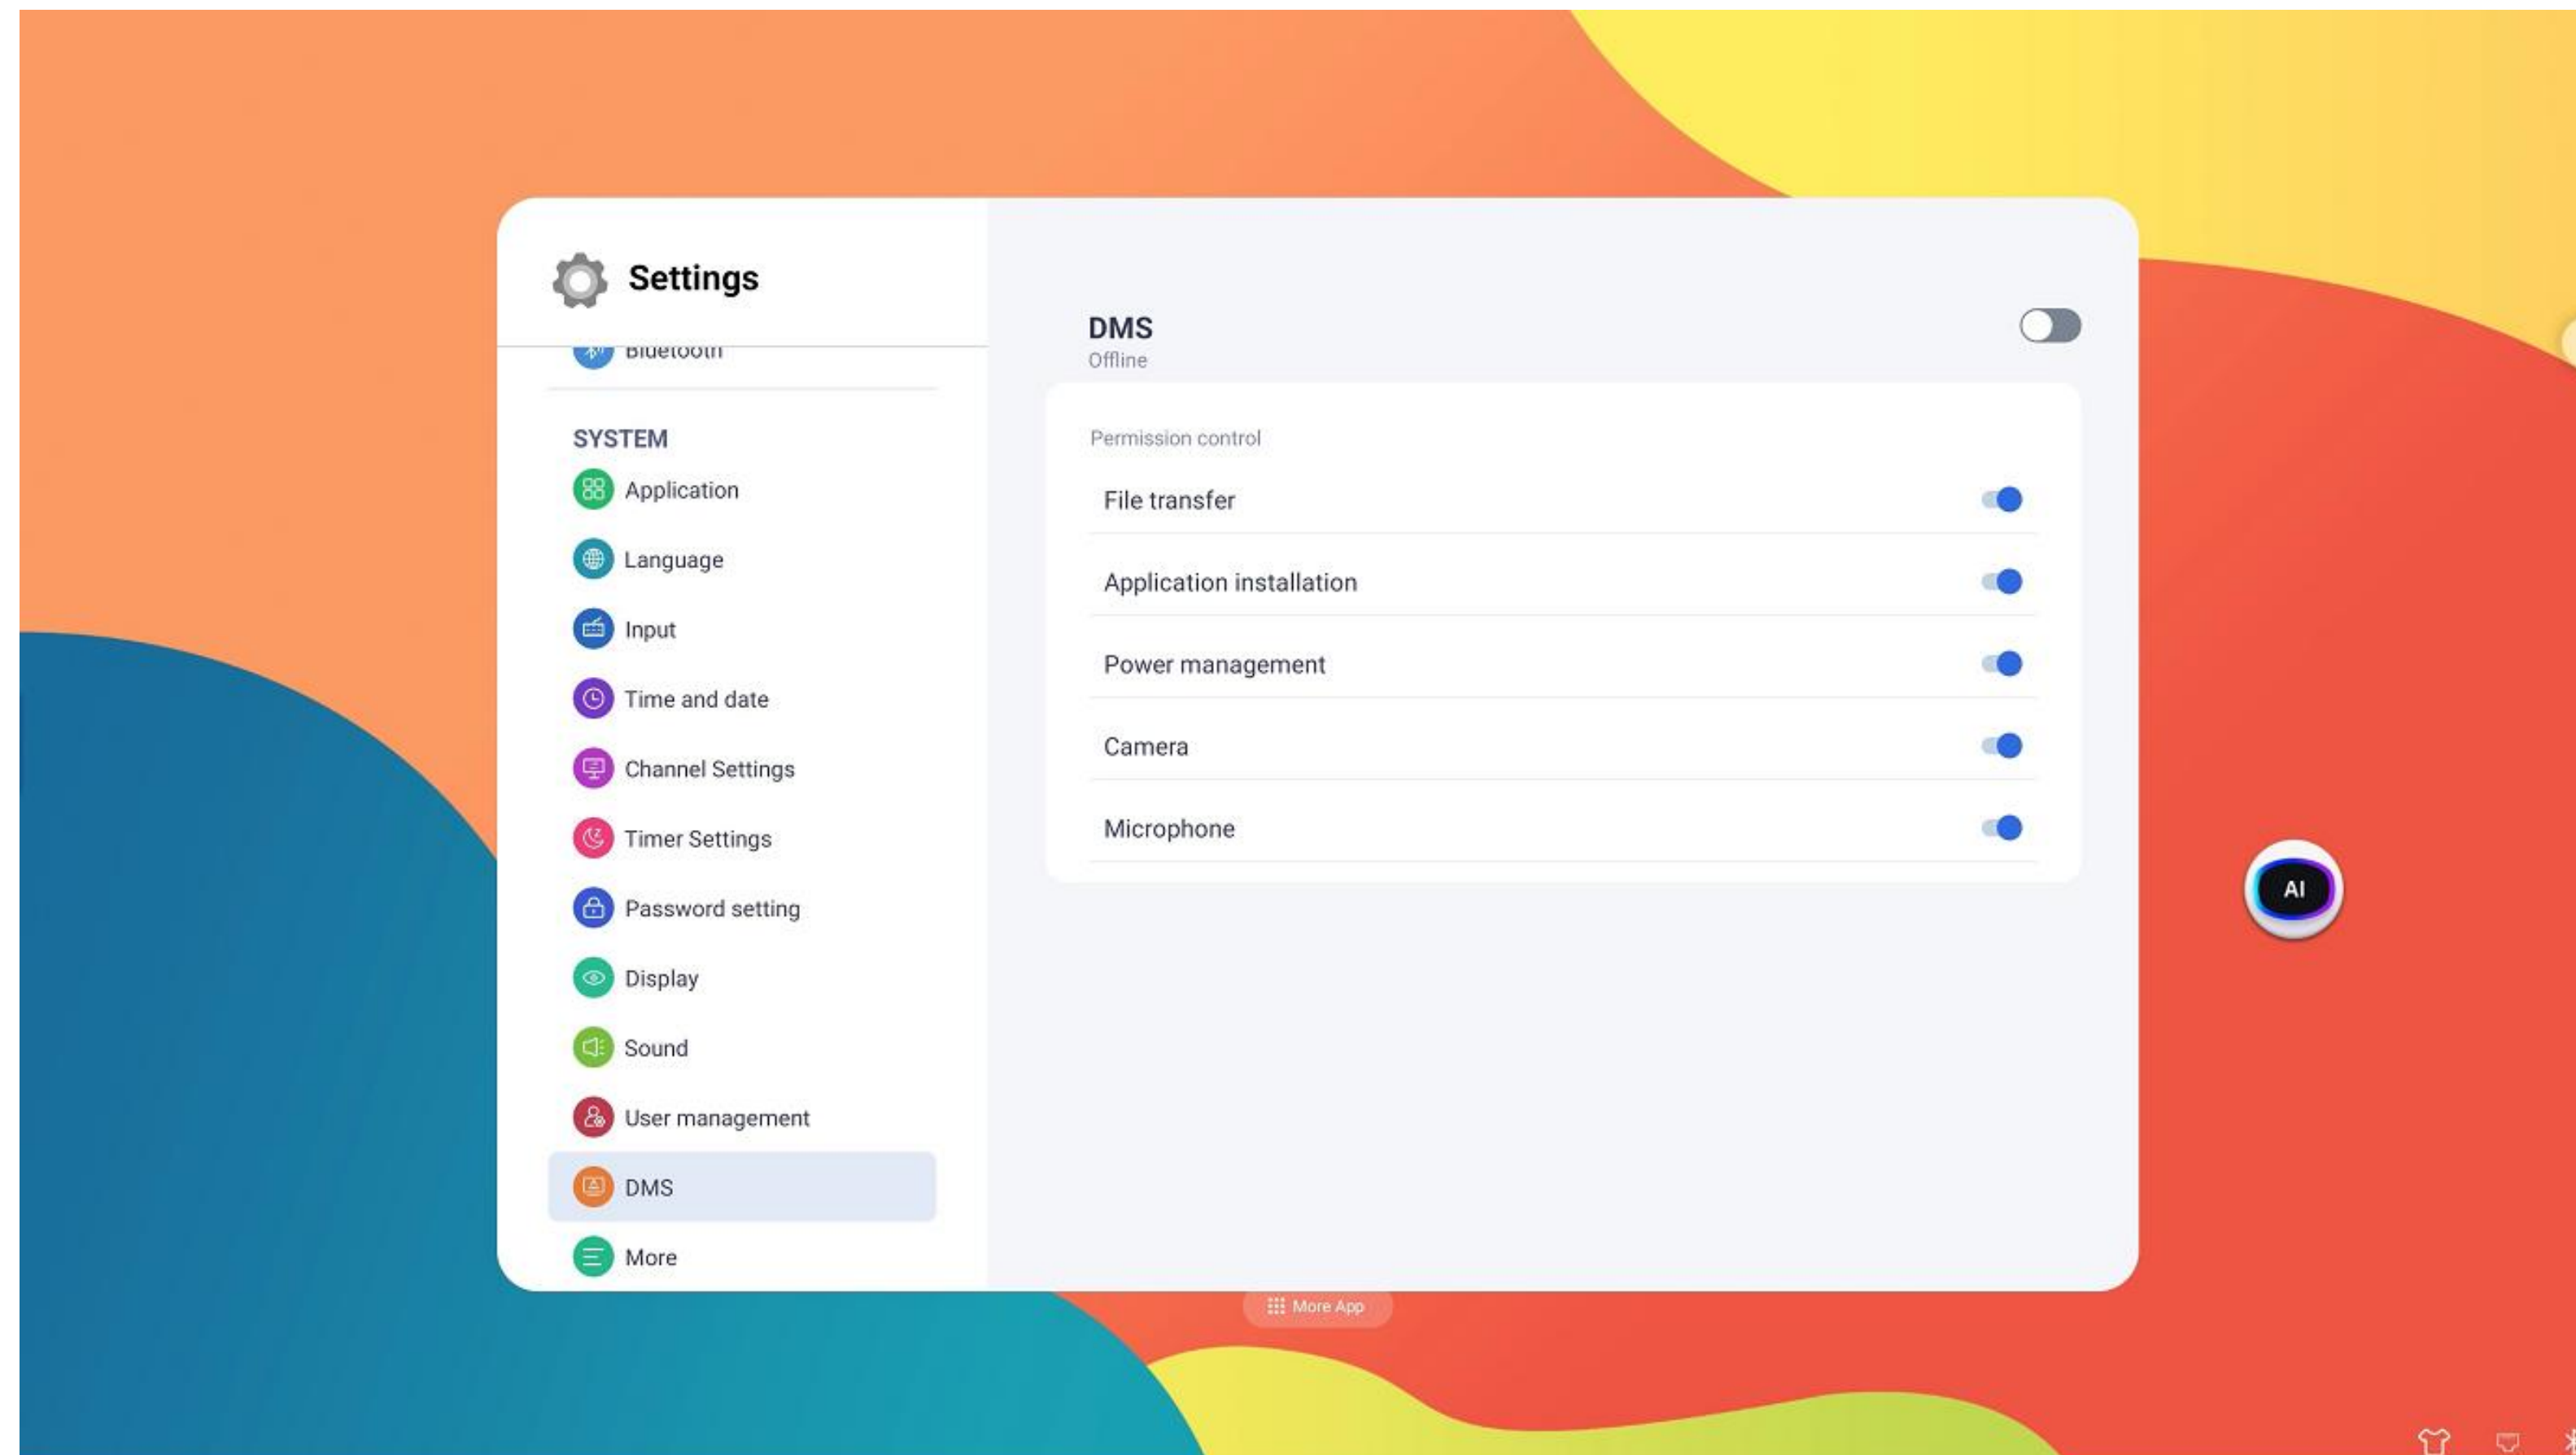 Settings
Bluetooth
SYSTEM
Application
Language
Input
Time and date
Channel Settings
Timer Settings
Password setting
Display
Sound
User management
DMS
More
DMS
Offline
Permission control
File transfer
Application installation
Power management
Camera
Microphone
AI
More App